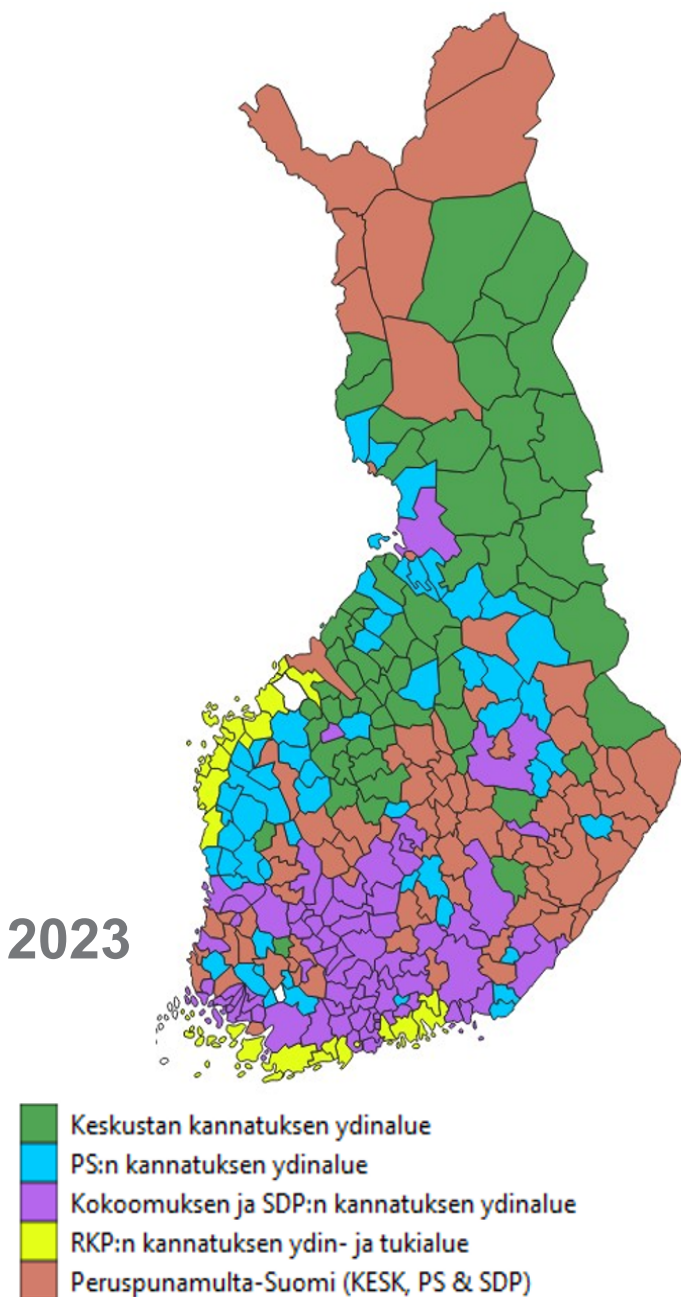 2023
Keskustan kannatuksen ydinalue
PS:n kannatuksen ydinalue
Kokoomuksen ja SDP:n kannatuksen ydinalue
RKP:n kannatuksen ydin- ja tukialue
Peruspunamulta-Suomi (KESK, PS & SDP)